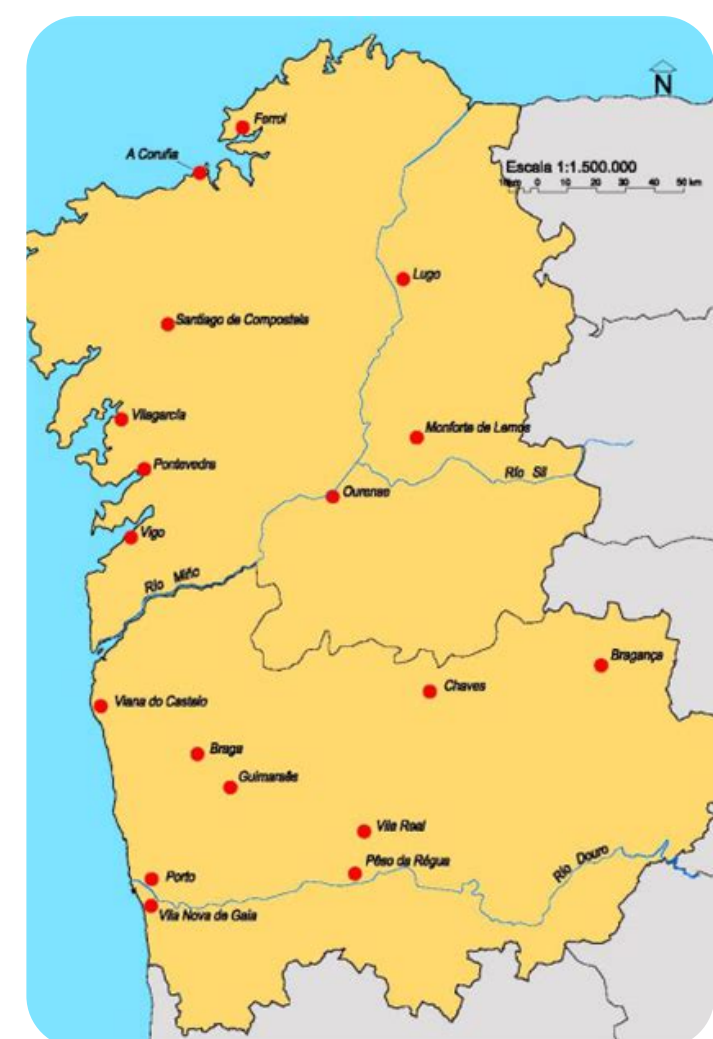 N
Ferrol
A Coruña
Escala 1:1.500.000
10km 0 10 20 30 40 50 km
Lugo
Santiago de Compostela
Vilagarcía
Monforte de Lemos
Pontevedra
Río Sil
Ourense
Vigo
Río Miño
Bragança
Chaves
Viana do Castelo
Braga
Guimaraês
Vila Real
Río Douro
Pêso da Régua
Porto
Vila Nova de Gaia